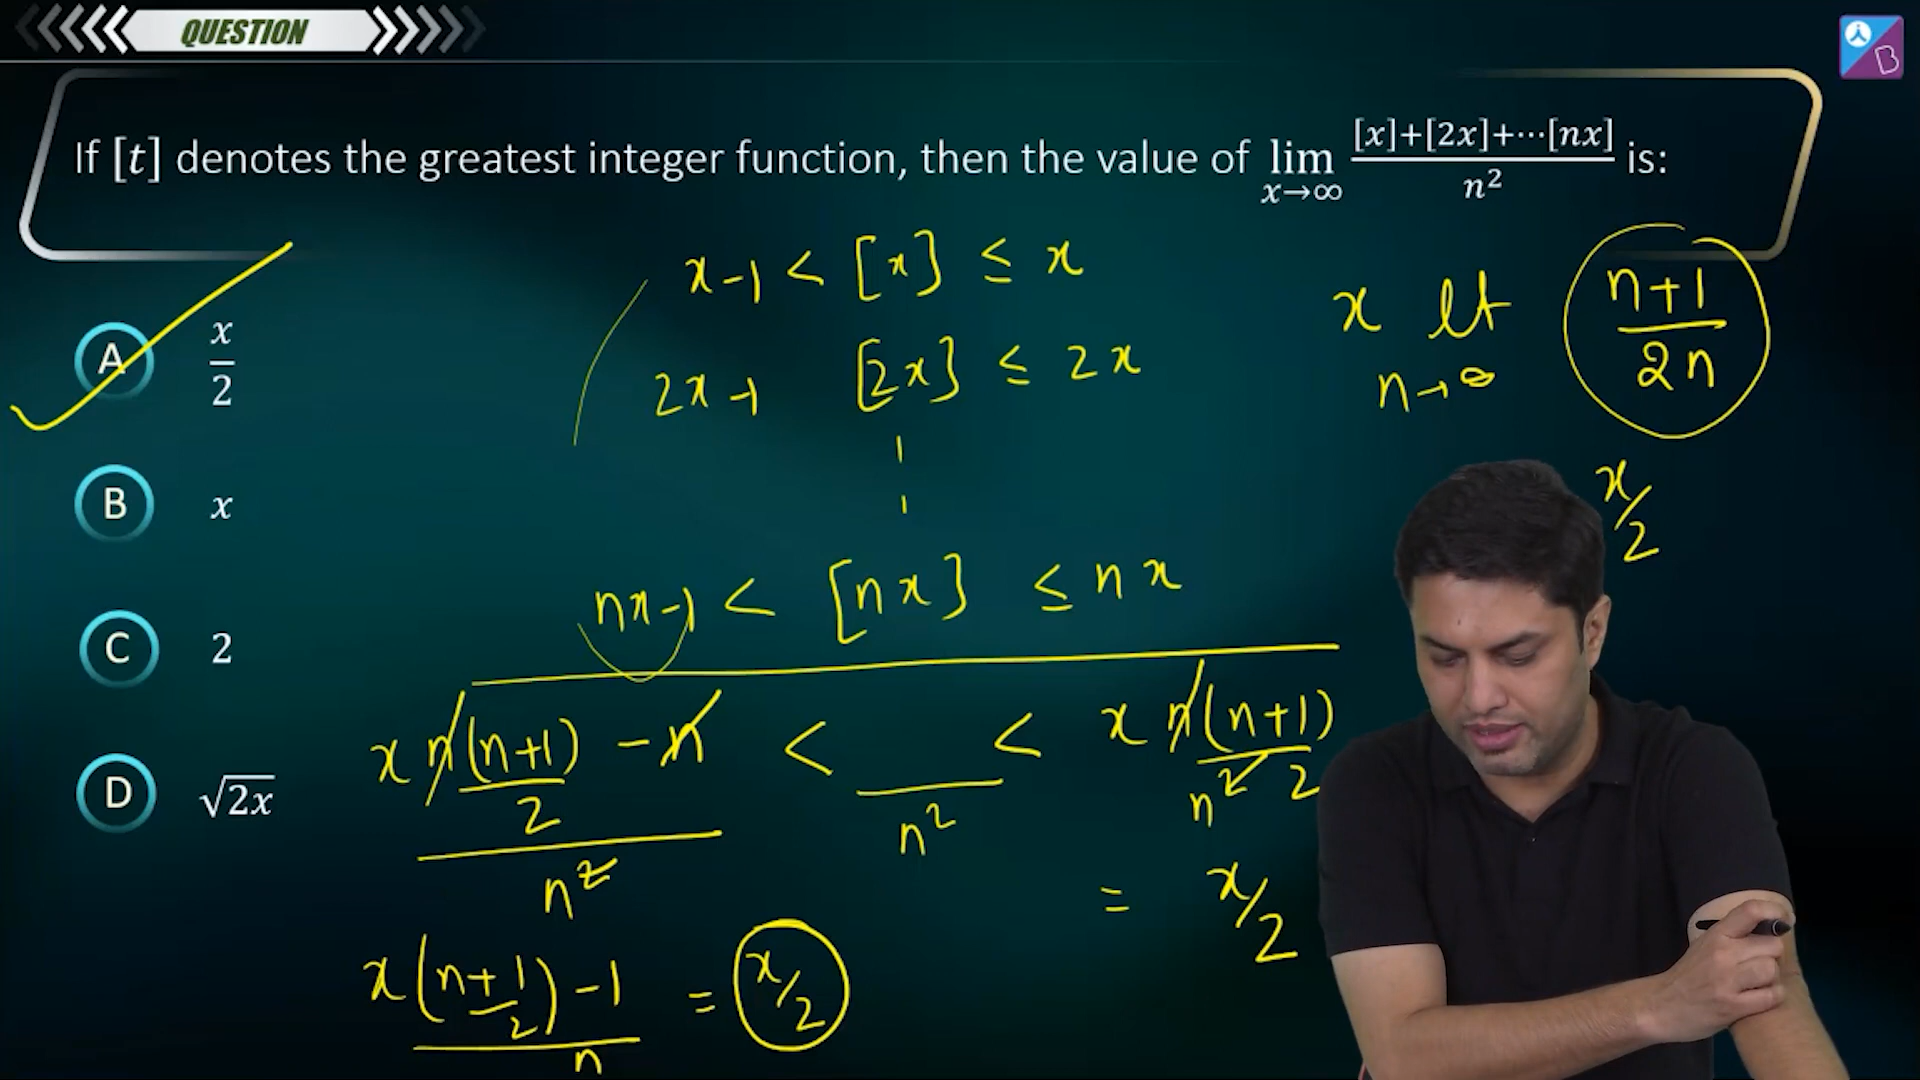 QUESTION
If [t] denotes the greatest integer function, then the value of lim x→∞ [x]+[2x]+⋯[nx] / n² is:
A x/2
B x
C 2
D √2x
x-1 < [x] ≤ x
2x-1 [2x] ≤ 2x
nx-1 < [nx] ≤ nx
x n(n+1)/2 - n / n² < / n² < x n(n+1) / n² 2
= x/2
x(n+1/2) - 1 / n = x/2
x lt n→∞ n+1 / 2n
x/2
B